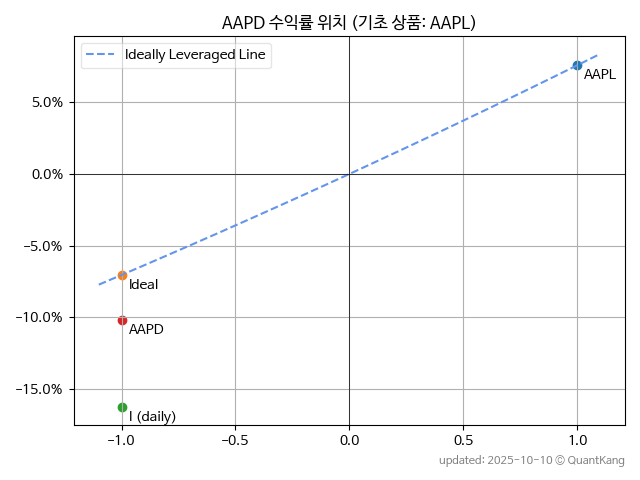 AAPD 수익률 위치 (기초 상품: AAPL)
Ideally Leveraged Line
AAPL
5.0%
0.0%
-5.0%
Ideal
-10.0%
AAPD
-15.0%
I (daily)
-1.0 -0.5 0.0 0.5 1.0
updated: 2025-10-10 © QuantKang